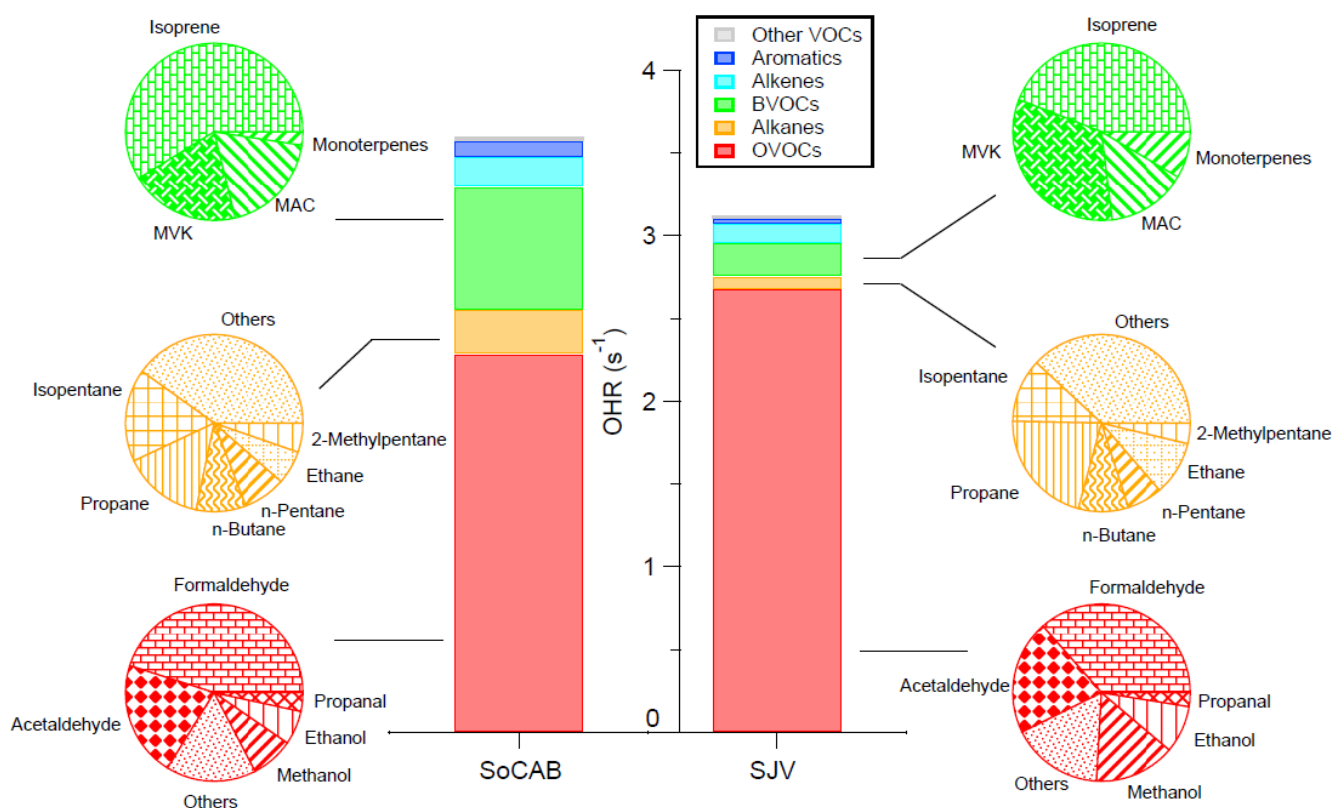 Isoprene
Monoterpenes
MAC
MVK
Others
Isopentane
2-Methylpentane
Ethane
Propane
n-Pentane
n-Butane
Formaldehyde
Propanal
Acetaldehyde
Ethanol
Methanol
Others
Other VOCs
Aromatics
Alkenes
BVOCs
Alkanes
OVOCs
4
3
2
1
0
OHR (s⁻¹)
SoCAB
SJV
Isoprene
MVK
Monoterpenes
MAC
Others
Isopentane
2-Methylpentane
Ethane
Propane
n-Pentane
n-Butane
Formaldehyde
Acetaldehyde
Propanal
Ethanol
Others
Methanol